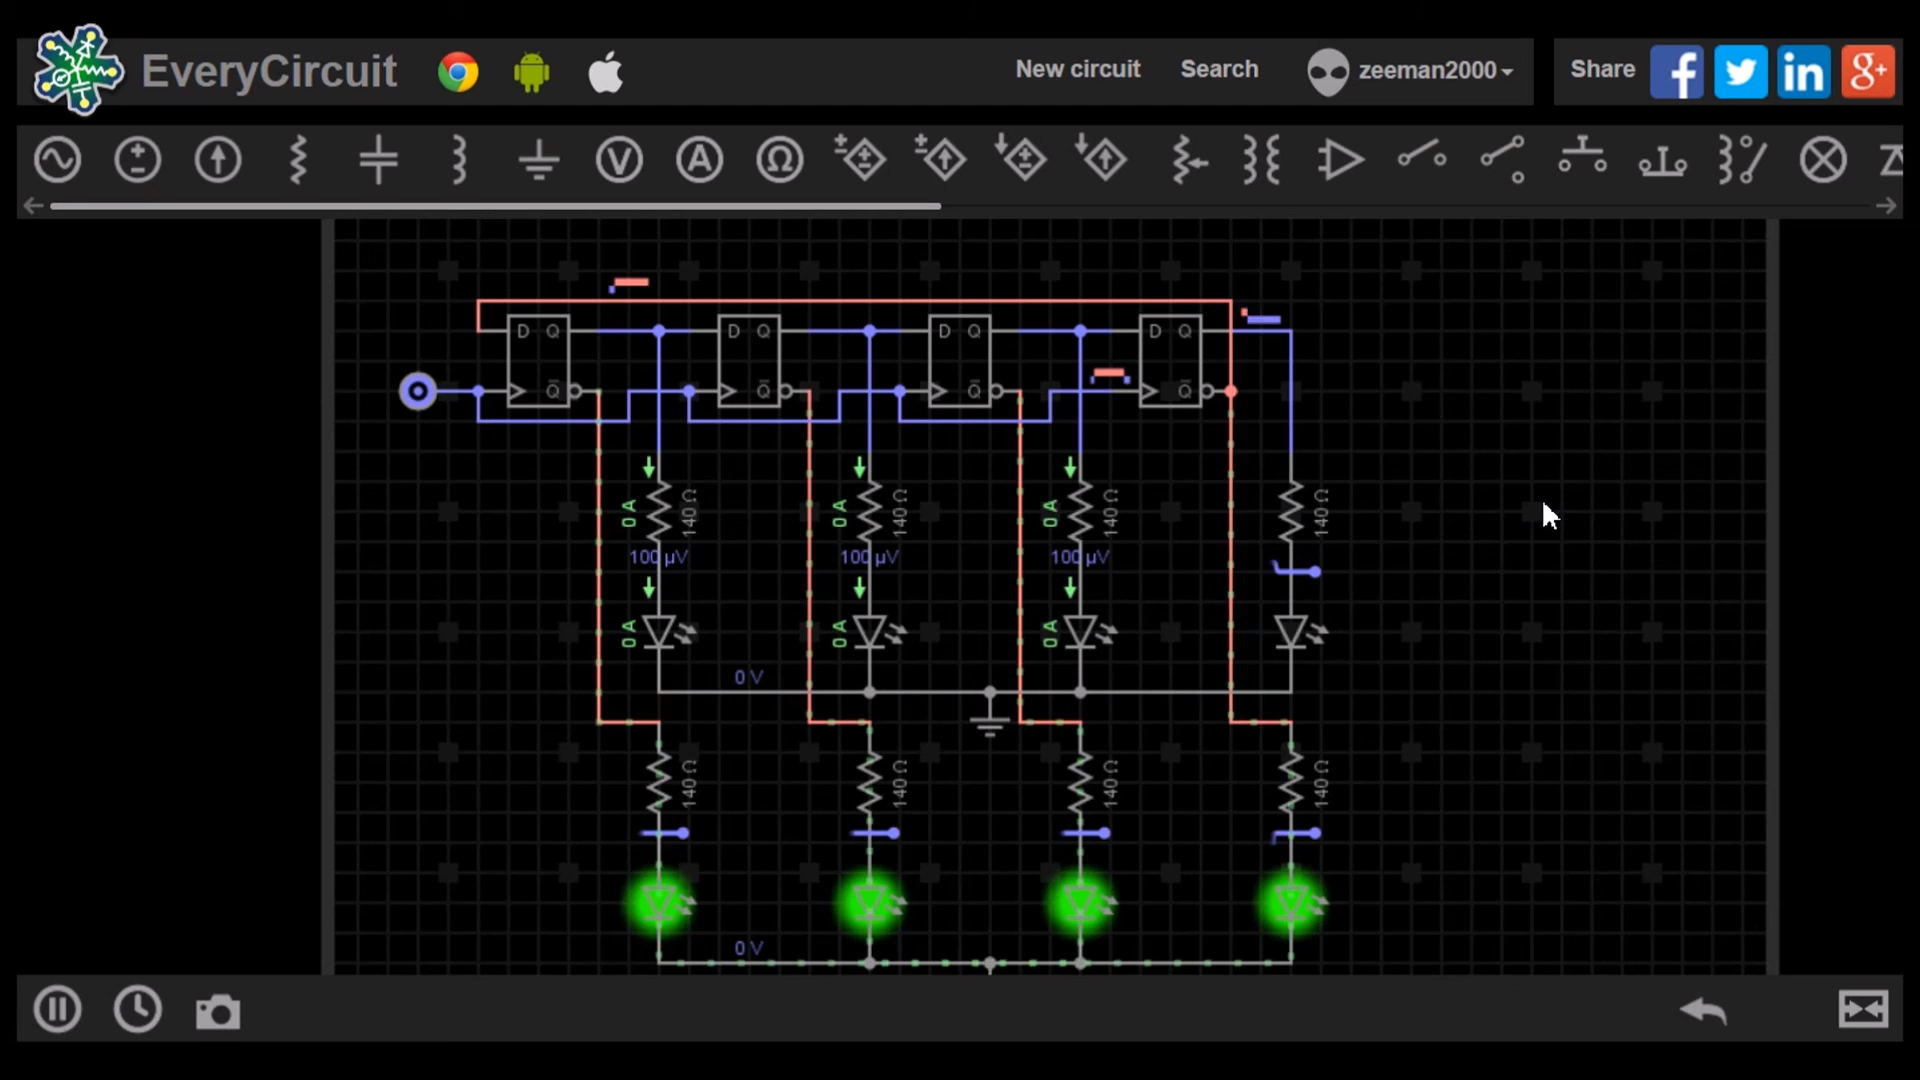 EveryCircuit
New circuit Search zeeman2000 Share f in g+
V A Ω
D Q D Q D Q D Q
Q̅ Q̅ Q̅ Q̅
0 A 140 Ω 0 A 140 Ω 0 A 140 Ω 140 Ω
100 µV 100 µV 100 µV
0 A 0 A 0 A
0 V
140 Ω 140 Ω 140 Ω 140 Ω
0 V